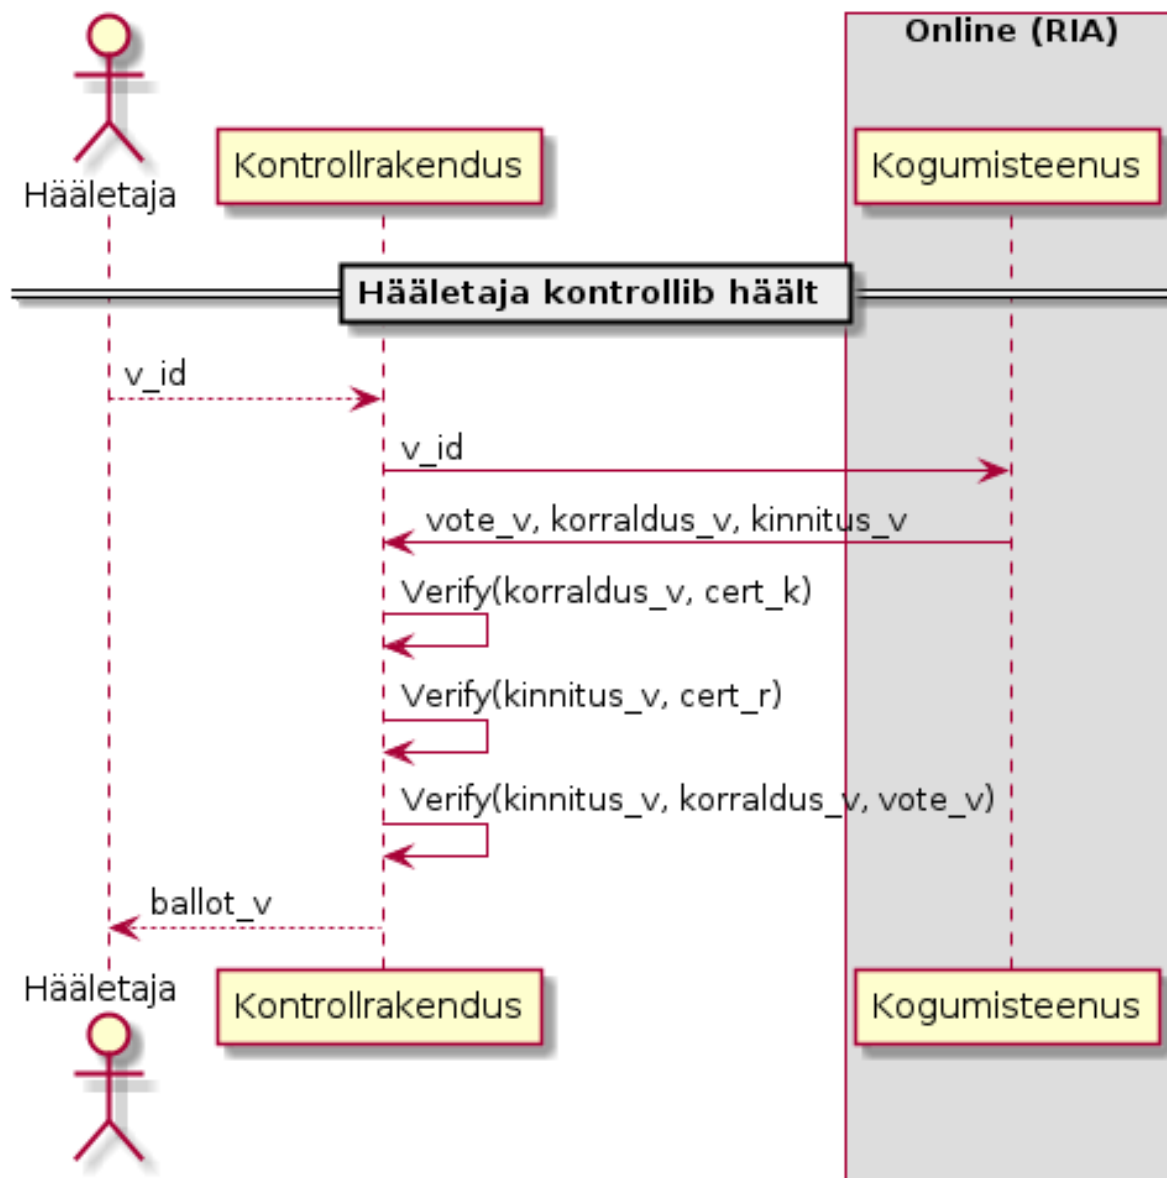 Online (RIA)
Hääletaja
Kontrollrakendus
Kogumisteenus
Hääletaja kontrollib häält
v_id
v_id
vote_v, korraldus_v, kinnitus_v
Verify(korraldus_v, cert_k)
Verify(kinnitus_v, cert_r)
Verify(kinnitus_v, korraldus_v, vote_v)
ballot_v
Hääletaja
Kontrollrakendus
Kogumisteenus